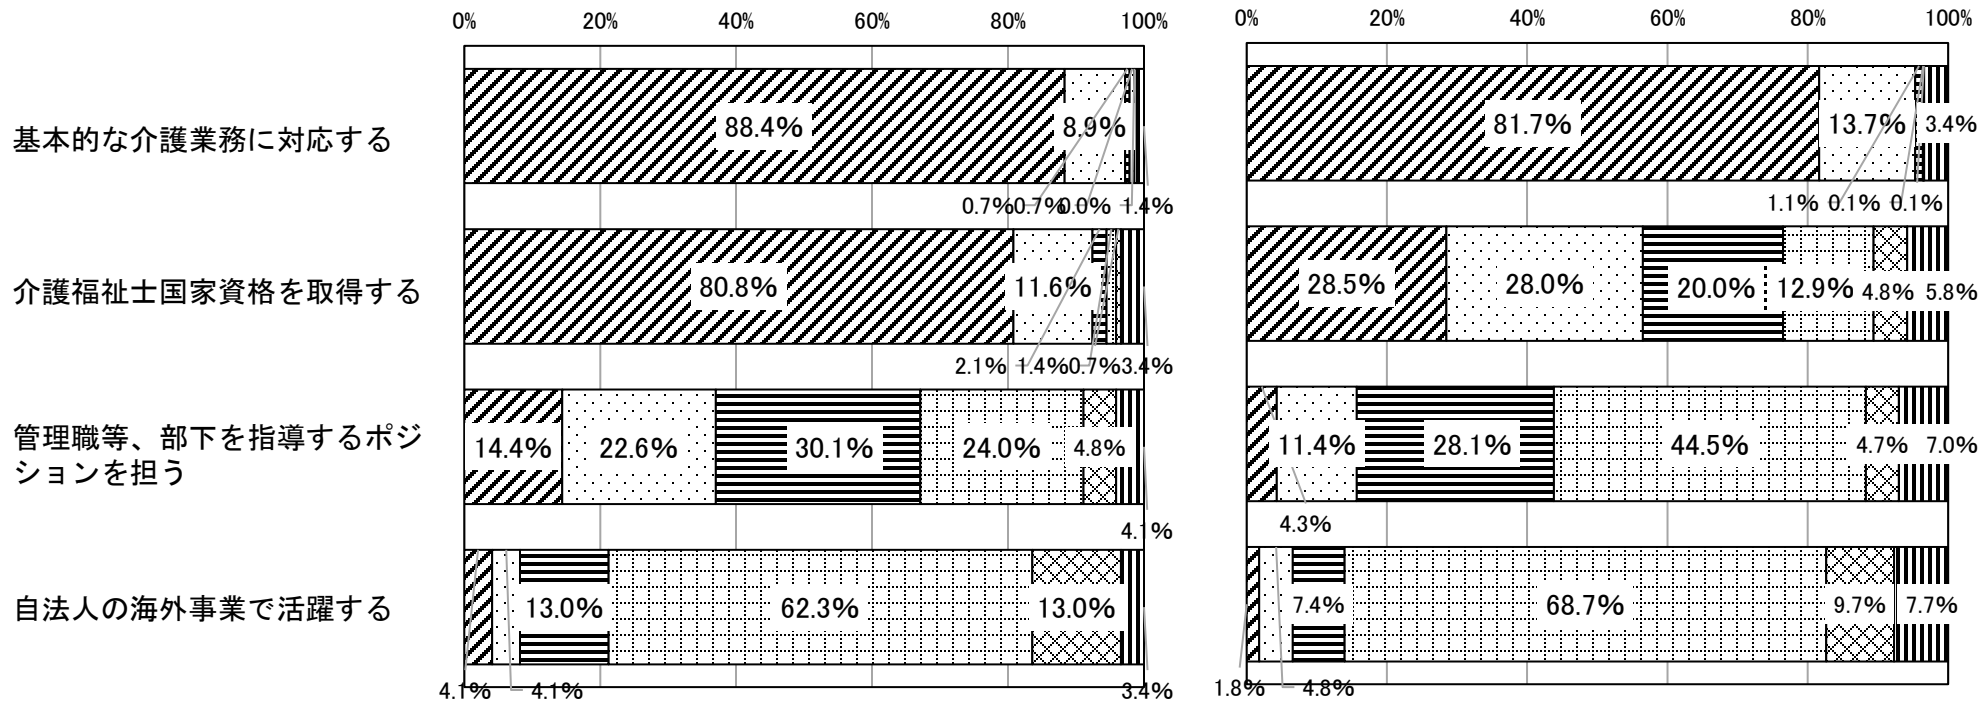 0% 20% 40% 60% 80% 100% 0% 20% 40% 60% 80% 100%
基本的な介護業務に対応する
88.4% 8.9% 81.7% 13.7% 3.4%
0.7% 0.7% 0.0% 1.4% 1.1% 0.1% 0.1%
介護福祉士国家資格を取得する
80.8% 11.6% 28.5% 28.0% 20.0% 12.9% 4.8% 5.8%
2.1% 1.4% 0.7% 3.4%
管理職等、部下を指導するポジ
ションを担う
14.4% 22.6% 30.1% 24.0% 4.8% 11.4% 28.1% 44.5% 4.7% 7.0%
4.1% 4.3%
自法人の海外事業で活躍する
13.0% 62.3% 13.0% 7.4% 68.7% 9.7% 7.7%
4.1% 4.1% 3.4% 1.8% 4.8%